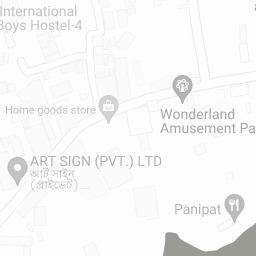 International
Boys Hostel-4
Home goods store
Wonderland
Amusement Pa
ART SIGN (PVT.) LTD
আর্ট সাইন
(প্রাইভেট)...
Panipat